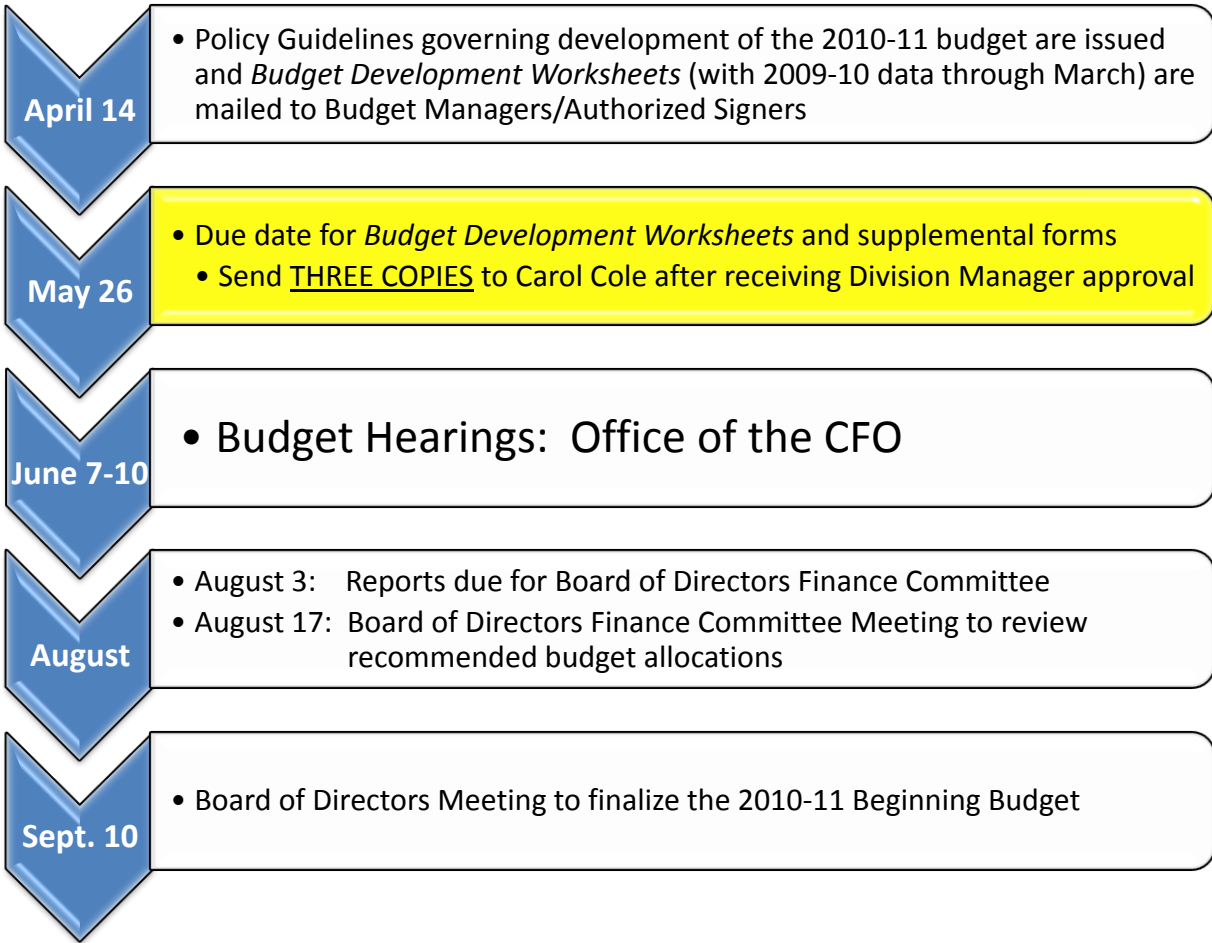 April 14
• Policy Guidelines governing development of the 2010-11 budget are issued
and Budget Development Worksheets (with 2009-10 data through March) are
mailed to Budget Managers/Authorized Signers
May 26
• Due date for Budget Development Worksheets and supplemental forms
• Send THREE COPIES to Carol Cole after receiving Division Manager approval
June 7-10
• Budget Hearings: Office of the CFO
August
• August 3: Reports due for Board of Directors Finance Committee
• August 17: Board of Directors Finance Committee Meeting to review
recommended budget allocations
Sept. 10
• Board of Directors Meeting to finalize the 2010-11 Beginning Budget